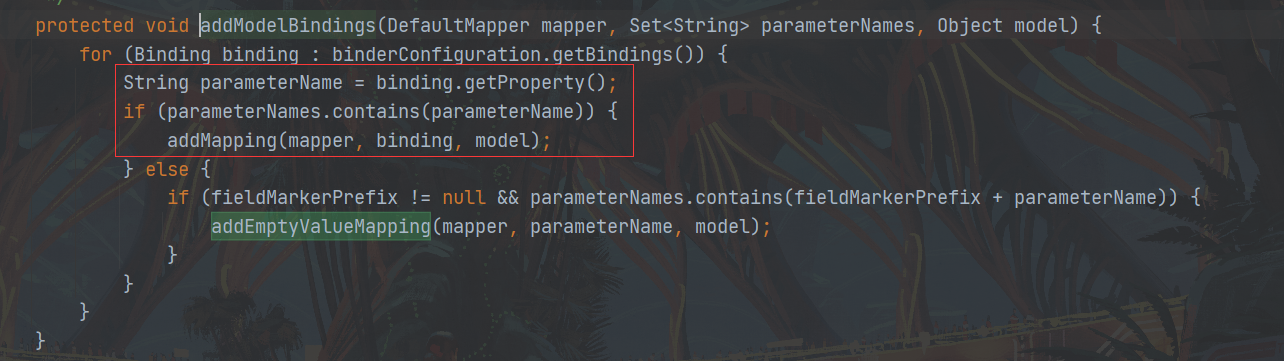 */
protected void addModelBindings(DefaultMapper mapper, Set<String> parameterNames, Object model) {
for (Binding binding : binderConfiguration.getBindings()) {
String parameterName = binding.getProperty();
if (parameterNames.contains(parameterName)) {
addMapping(mapper, binding, model);
} else {
if (fieldMarkerPrefix != null && parameterNames.contains(fieldMarkerPrefix + parameterName)) {
addEmptyValueMapping(mapper, parameterName, model);
}
}
}
}